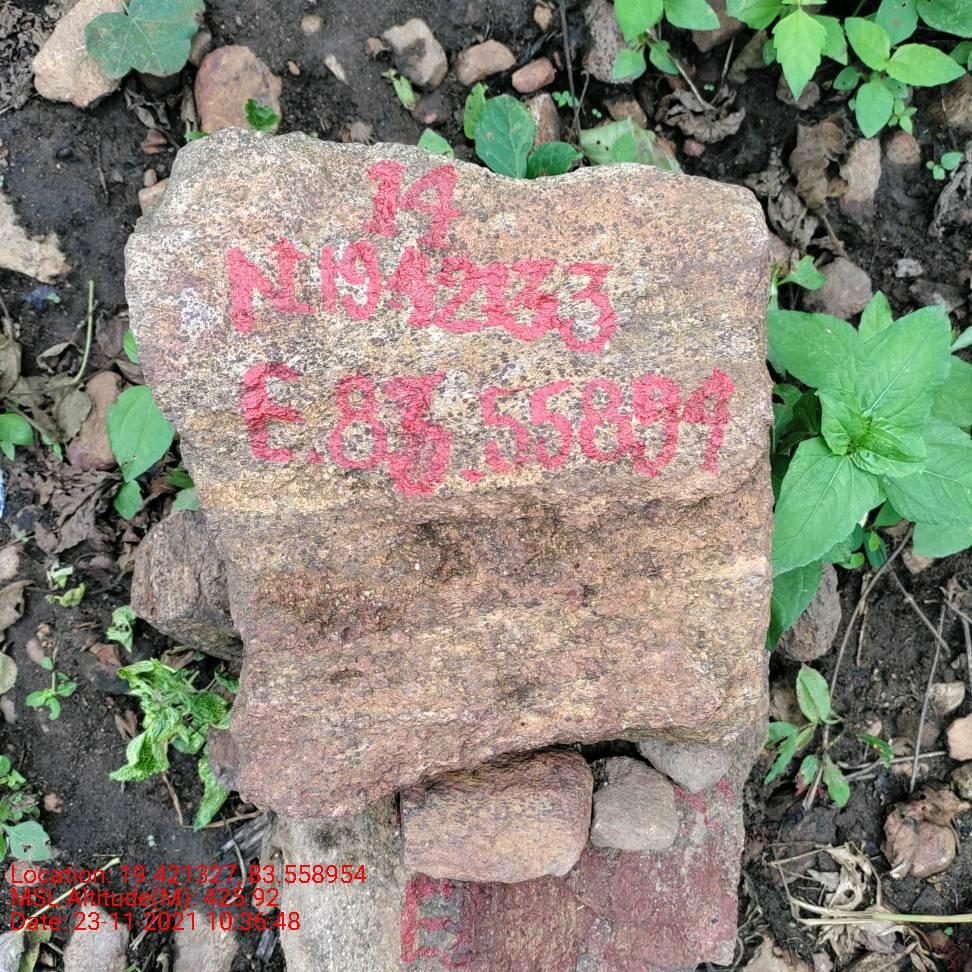 14
N.19.42133
E.83.55894
E
Location: 19.421327, 83.558954
MSL Altitude(M): 425.92
Date: 23-11 2021 10:36:48